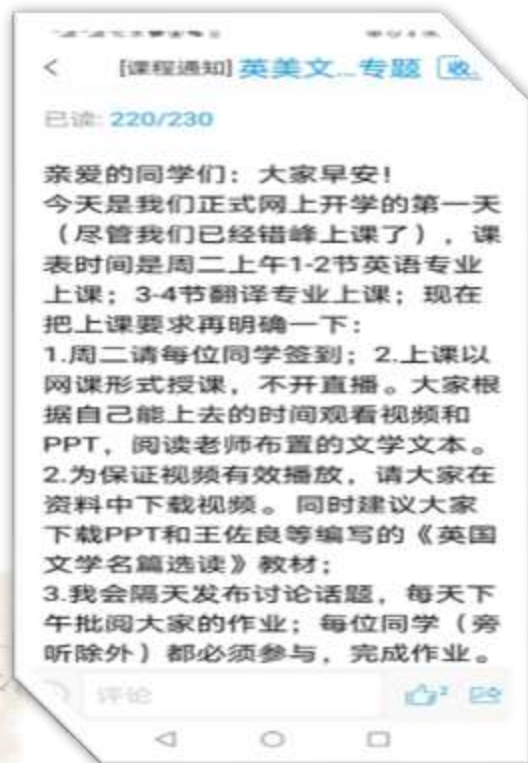 [课程通知] 英美文...专题 收
已读: 220/230
亲爱的同学们：大家早安！
今天是我们正式网上开学的第一天
（尽管我们已经错峰上课了），课
表时间是周二上午1-2节英语专业
上课；3-4节翻译专业上课；现在
把上课要求再明确一下：
1.周二请每位同学签到；2.上课以
网课形式授课，不开直播。大家根
据自己能上去的时间观看视频和
PPT，阅读老师布置的文学文本。
2.为保证视频有效播放，请大家在
资料中下载视频。同时建议大家
下载PPT和王佐良等编写的《英国
文学名篇选读》教材；
3.我会隔天发布讨论话题，每天下
午批阅大家的作业；每位同学（旁
听除外）都必须参与，完成作业。
评论
2